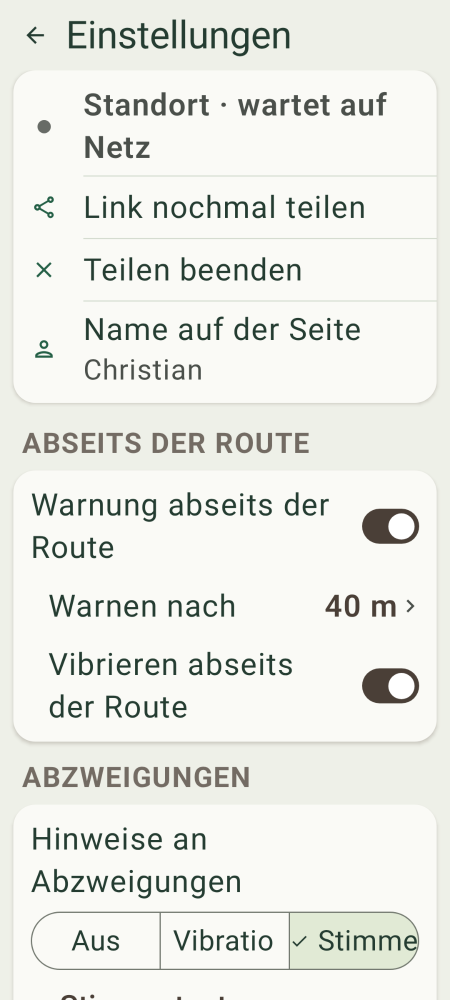 Einstellungen
Standort · wartet auf
Netz
Link nochmal teilen
Teilen beenden
Name auf der Seite
Christian
ABSEITS DER ROUTE
Warnung abseits der
Route
Warnen nach 40 m
Vibrieren abseits
der Route
ABZWEIGUNGEN
Hinweise an
Abzweigungen
Aus Vibratio Stimme